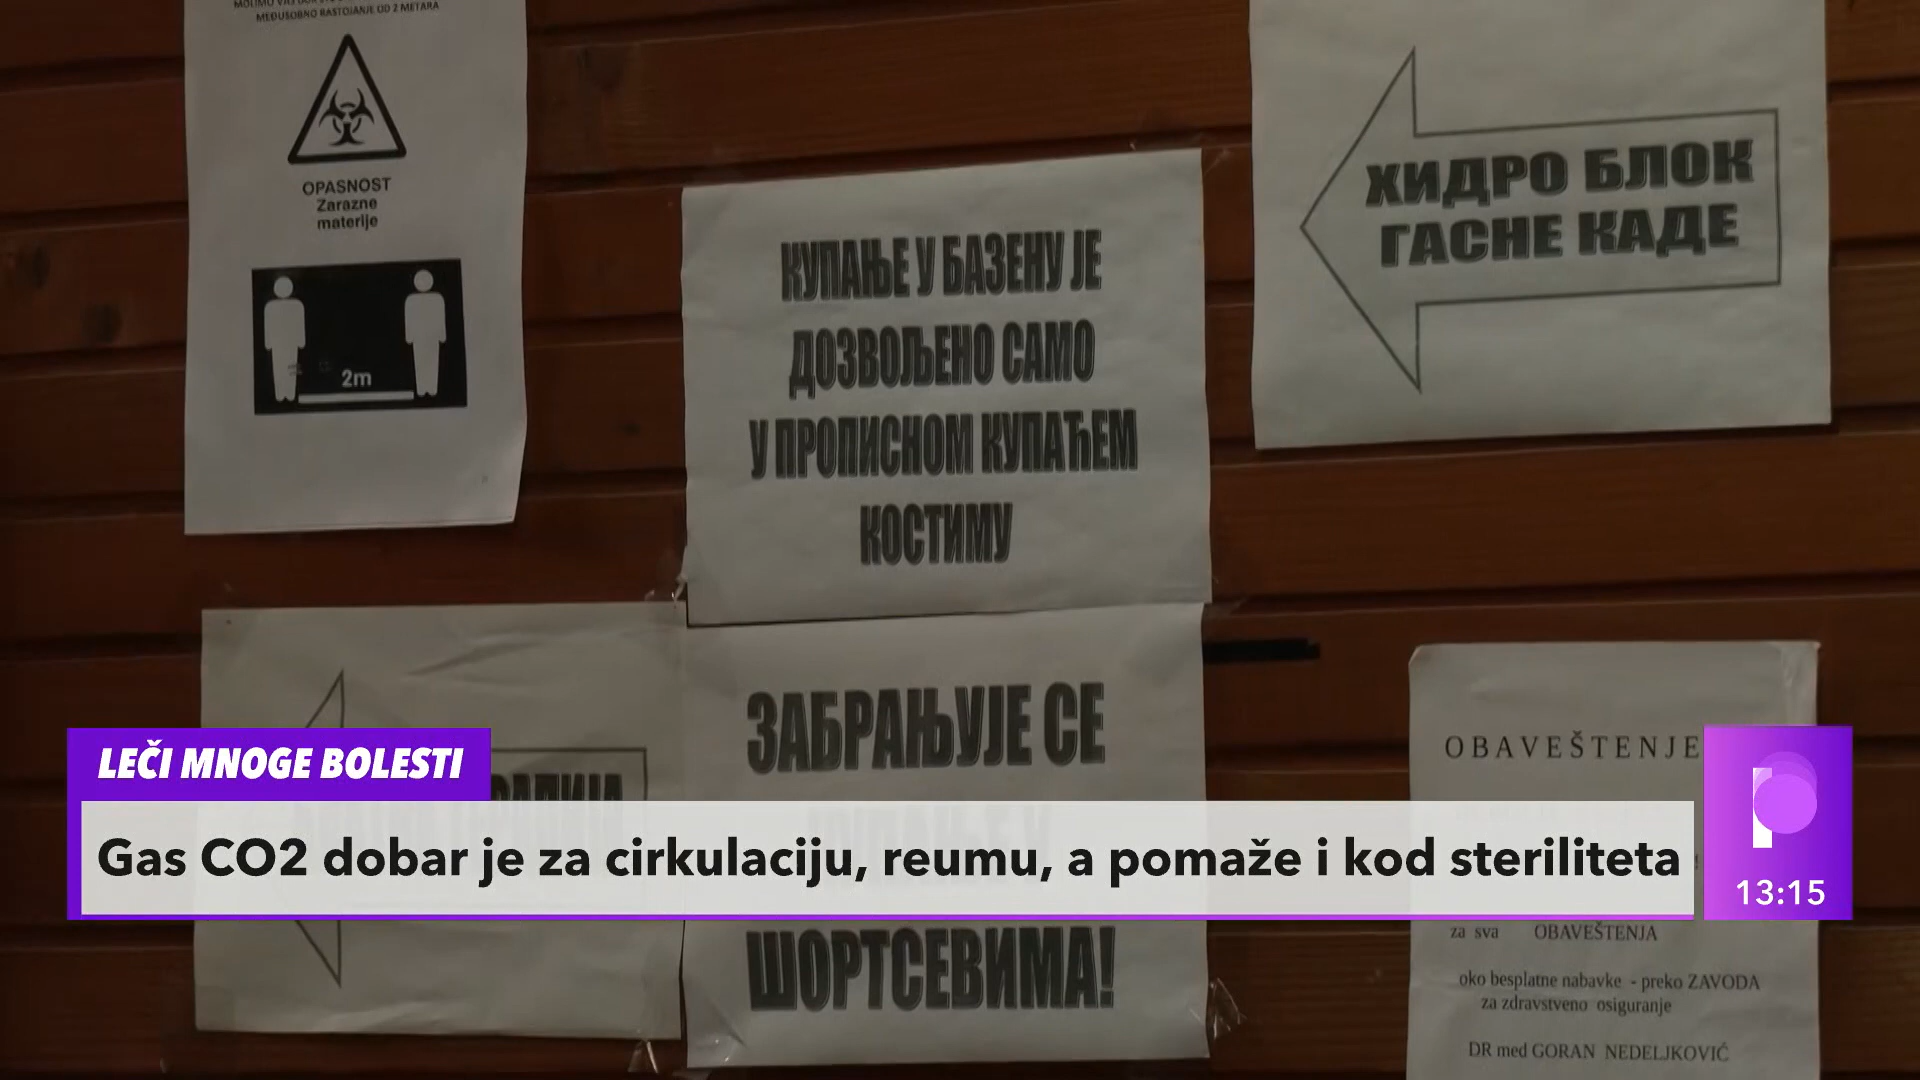 MEĐUSOBNO RASTOJANJE OD 2 METARA
OPASNOST
Zarazne
materije
2m
КУПАЊЕ У БАЗЕНУ ЈЕ
ДОЗВОЉЕНО САМО
У ПРОПИСНОМ КУПАЋЕМ
КОСТИМУ
ХИДРО БЛОК
ГАСНЕ КАДЕ
ЗАБРАЊУЈЕ СЕ
КУПАЊЕ У
ШОРТСЕВИМА!
OBAVEŠTENJE
za sva OBAVEŠTENJA
oko besplatne nabavke - preko ZAVODA
za zdravstveno osiguranje
DR med GORAN NEDELJKOVIĆ
LEČI MNOGE BOLESTI
Gas CO2 dobar je za cirkulaciju, reumu, a pomaže i kod steriliteta
13:15